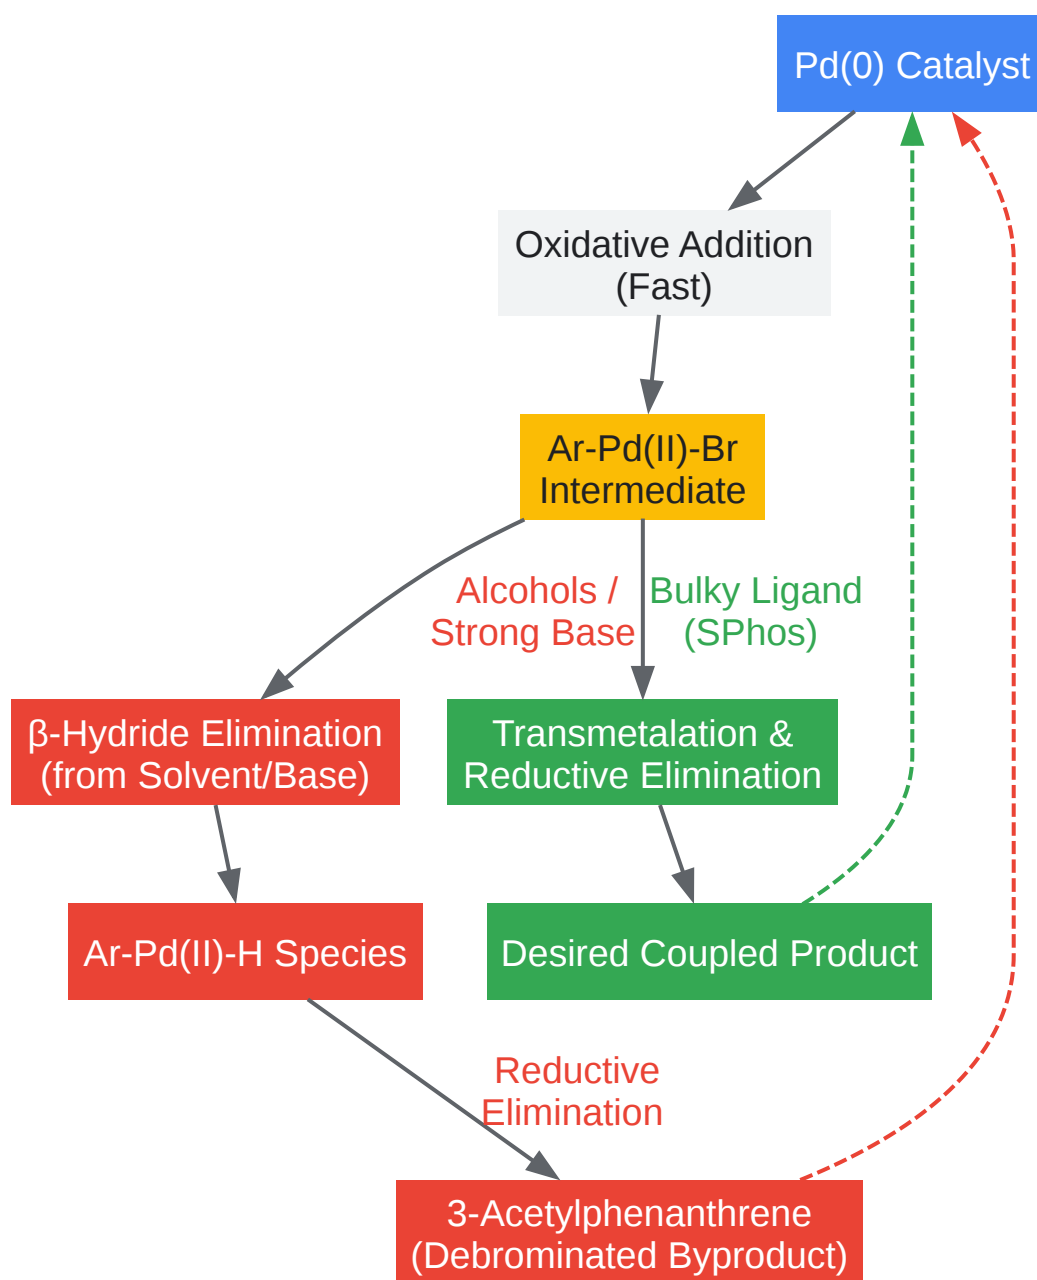 Pd(0) Catalyst
Oxidative Addition
(Fast)
Ar-Pd(II)-Br
Intermediate
Alcohols /
Strong Base
Bulky Ligand
(SPhos)
β-Hydride Elimination
(from Solvent/Base)
Transmetalation &
Reductive Elimination
Ar-Pd(II)-H Species
Desired Coupled Product
Reductive
Elimination
3-Acetylphenanthrene
(Debrominated Byproduct)